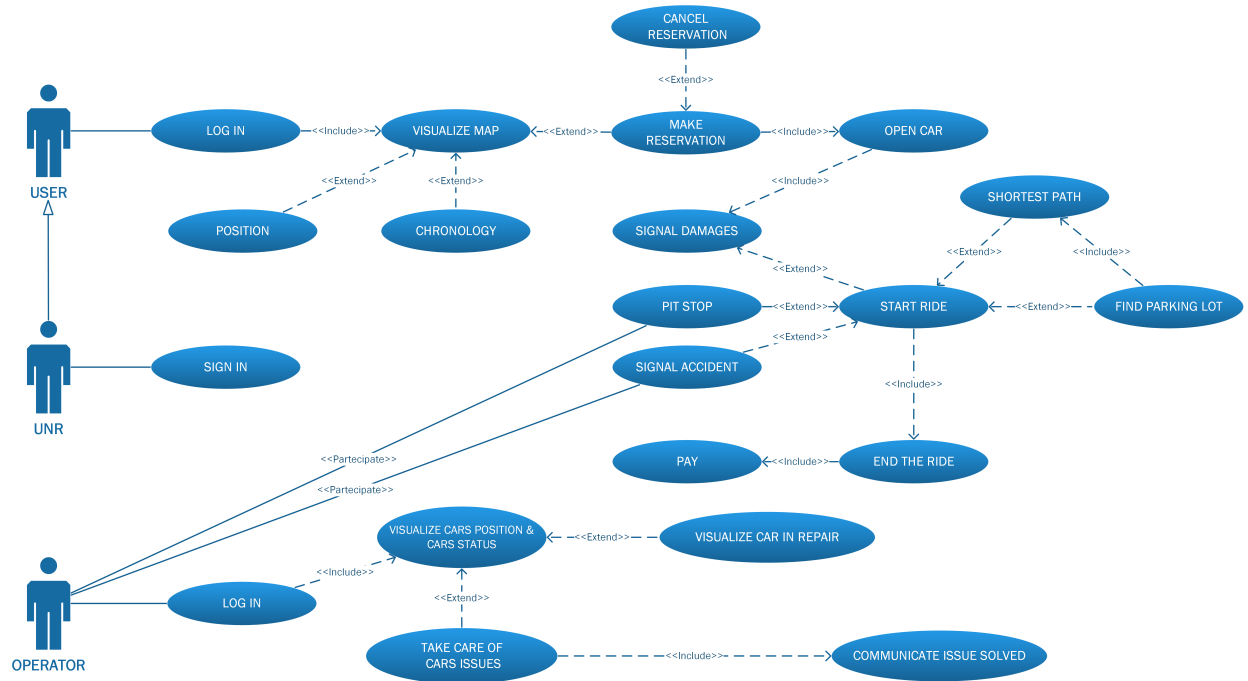 CANCEL
RESERVATION
<<Extend>>
LOG IN
<<Include>>
VISUALIZE MAP
<<Extend>>
MAKE
RESERVATION
<<Include>>
OPEN CAR
USER
<<Extend>>
<<Extend>>
<<Include>>
SHORTEST PATH
POSITION
CHRONOLOGY
SIGNAL DAMAGES
<<Extend>>
<<Include>>
<<Extend>>
PIT STOP
<<Extend>>
START RIDE
<<Extend>>
FIND PARKING LOT
<<Extend>>
SIGN IN
SIGNAL ACCIDENT
<<Include>>
UNR
<<Partecipate>>
PAY
<<Include>>
END THE RIDE
<<Partecipate>>
VISUALIZE CARS POSITION &
CARS STATUS
<<Extend>>
VISUALIZE CAR IN REPAIR
<<Include>>
<<Extend>>
LOG IN
OPERATOR
TAKE CARE OF
CARS ISSUES
<<Include>>
COMMUNICATE ISSUE SOLVED